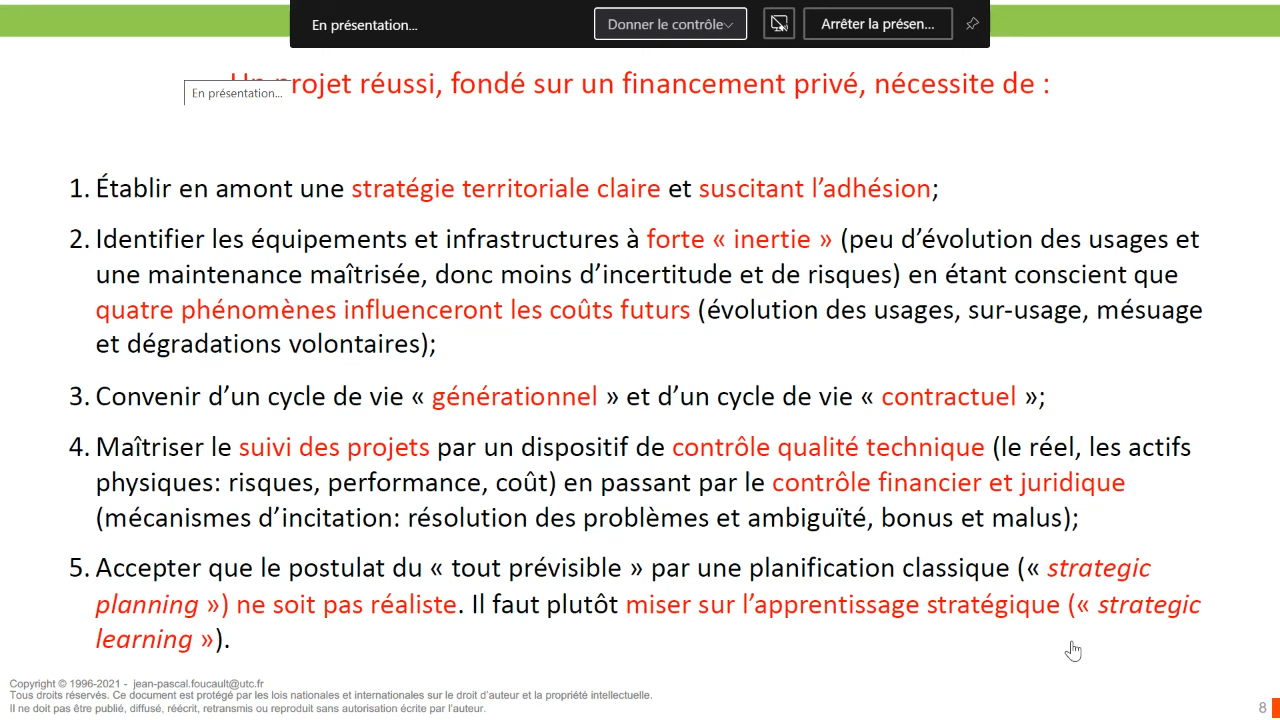 En présentation...
Donner le contrôle
Arrêter la présen...
En présentation...
projet réussi, fondé sur un financement privé, nécessite de :
1. Établir en amont une stratégie territoriale claire et suscitant l’adhésion;
2. Identifier les équipements et infrastructures à forte « inertie » (peu d’évolution des usages et
une maintenance maîtrisée, donc moins d’incertitude et de risques) en étant conscient que
quatre phénomènes influenceront les coûts futurs (évolution des usages, sur-usage, mésuage
et dégradations volontaires);
3. Convenir d’un cycle de vie « générationnel » et d’un cycle de vie « contractuel »;
4. Maîtriser le suivi des projets par un dispositif de contrôle qualité technique (le réel, les actifs
physiques: risques, performance, coût) en passant par le contrôle financier et juridique
(mécanismes d’incitation: résolution des problèmes et ambiguïté, bonus et malus);
5. Accepter que le postulat du « tout prévisible » par une planification classique (« strategic
planning ») ne soit pas réaliste. Il faut plutôt miser sur l’apprentissage stratégique (« strategic
learning »).
Copyright © 1996-2021 - jean-pascal.foucault@utc.fr
Tous droits réservés. Ce document est protégé par les lois nationales et internationales sur le droit d’auteur et la propriété intellectuelle.
Il ne doit pas être publié, diffusé, réécrit, retransmis ou reproduit sans autorisation écrite par l’auteur.
8